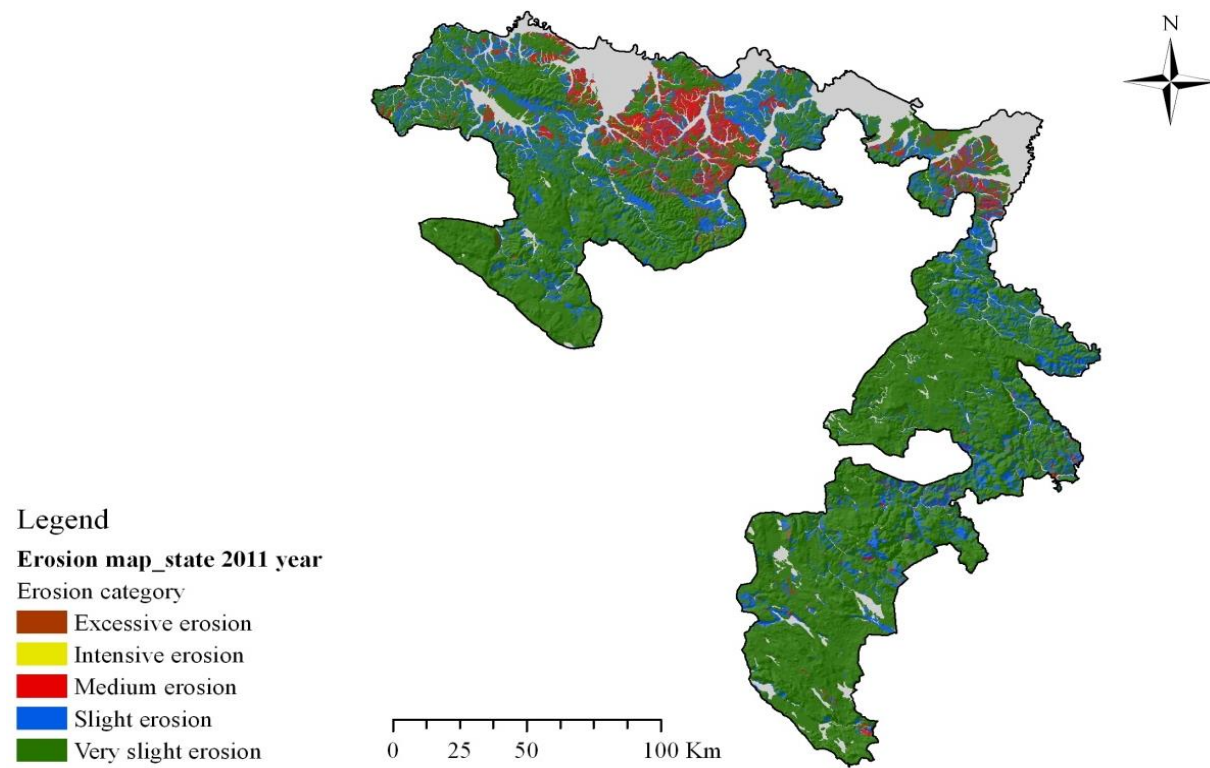 N
Legend
Erosion map_state 2011 year
Erosion category
Excessive erosion
Intensive erosion
Medium erosion
Slight erosion
Very slight erosion
0 25 50 100 Km